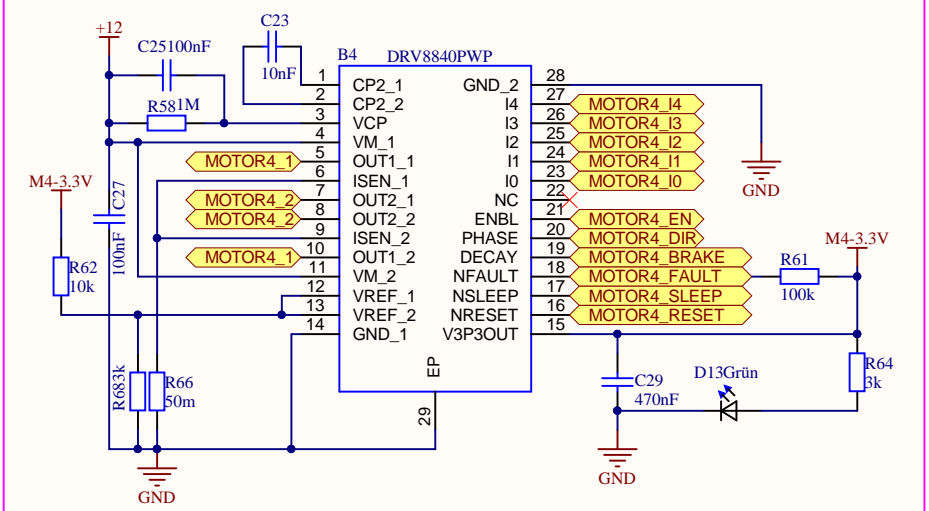 +12
C25100nF
C23
10nF
B4
DRV8840PWP
R581M
1 CP2_1 GND_2 28
2 CP2_2 I4 27 MOTOR4_I4
3 VCP I3 26 MOTOR4_I3
4 VM_1 I2 25 MOTOR4_I2
MOTOR4_1 5 OUT1_1 I1 24 MOTOR4_I1
6 ISEN_1 I0 23 MOTOR4_I0
MOTOR4_2 7 OUT2_1 NC 22
MOTOR4_2 8 OUT2_2 ENBL 21 MOTOR4_EN
9 ISEN_2 PHASE 20 MOTOR4_DIR
MOTOR4_1 10 OUT1_2 DECAY 19 MOTOR4_BRAKE
11 VM_2 NFAULT 18 MOTOR4_FAULT
12 VREF_1 NSLEEP 17 MOTOR4_SLEEP
13 VREF_2 NRESET 16 MOTOR4_RESET
14 GND_1 V3P3OUT 15
EP
29
GND
M4-3.3V
C27
100nF
R62
10k
M4-3.3V
R61
100k
R683k
R66
50m
C29
470nF
D13Grün
R64
3k
GND
GND